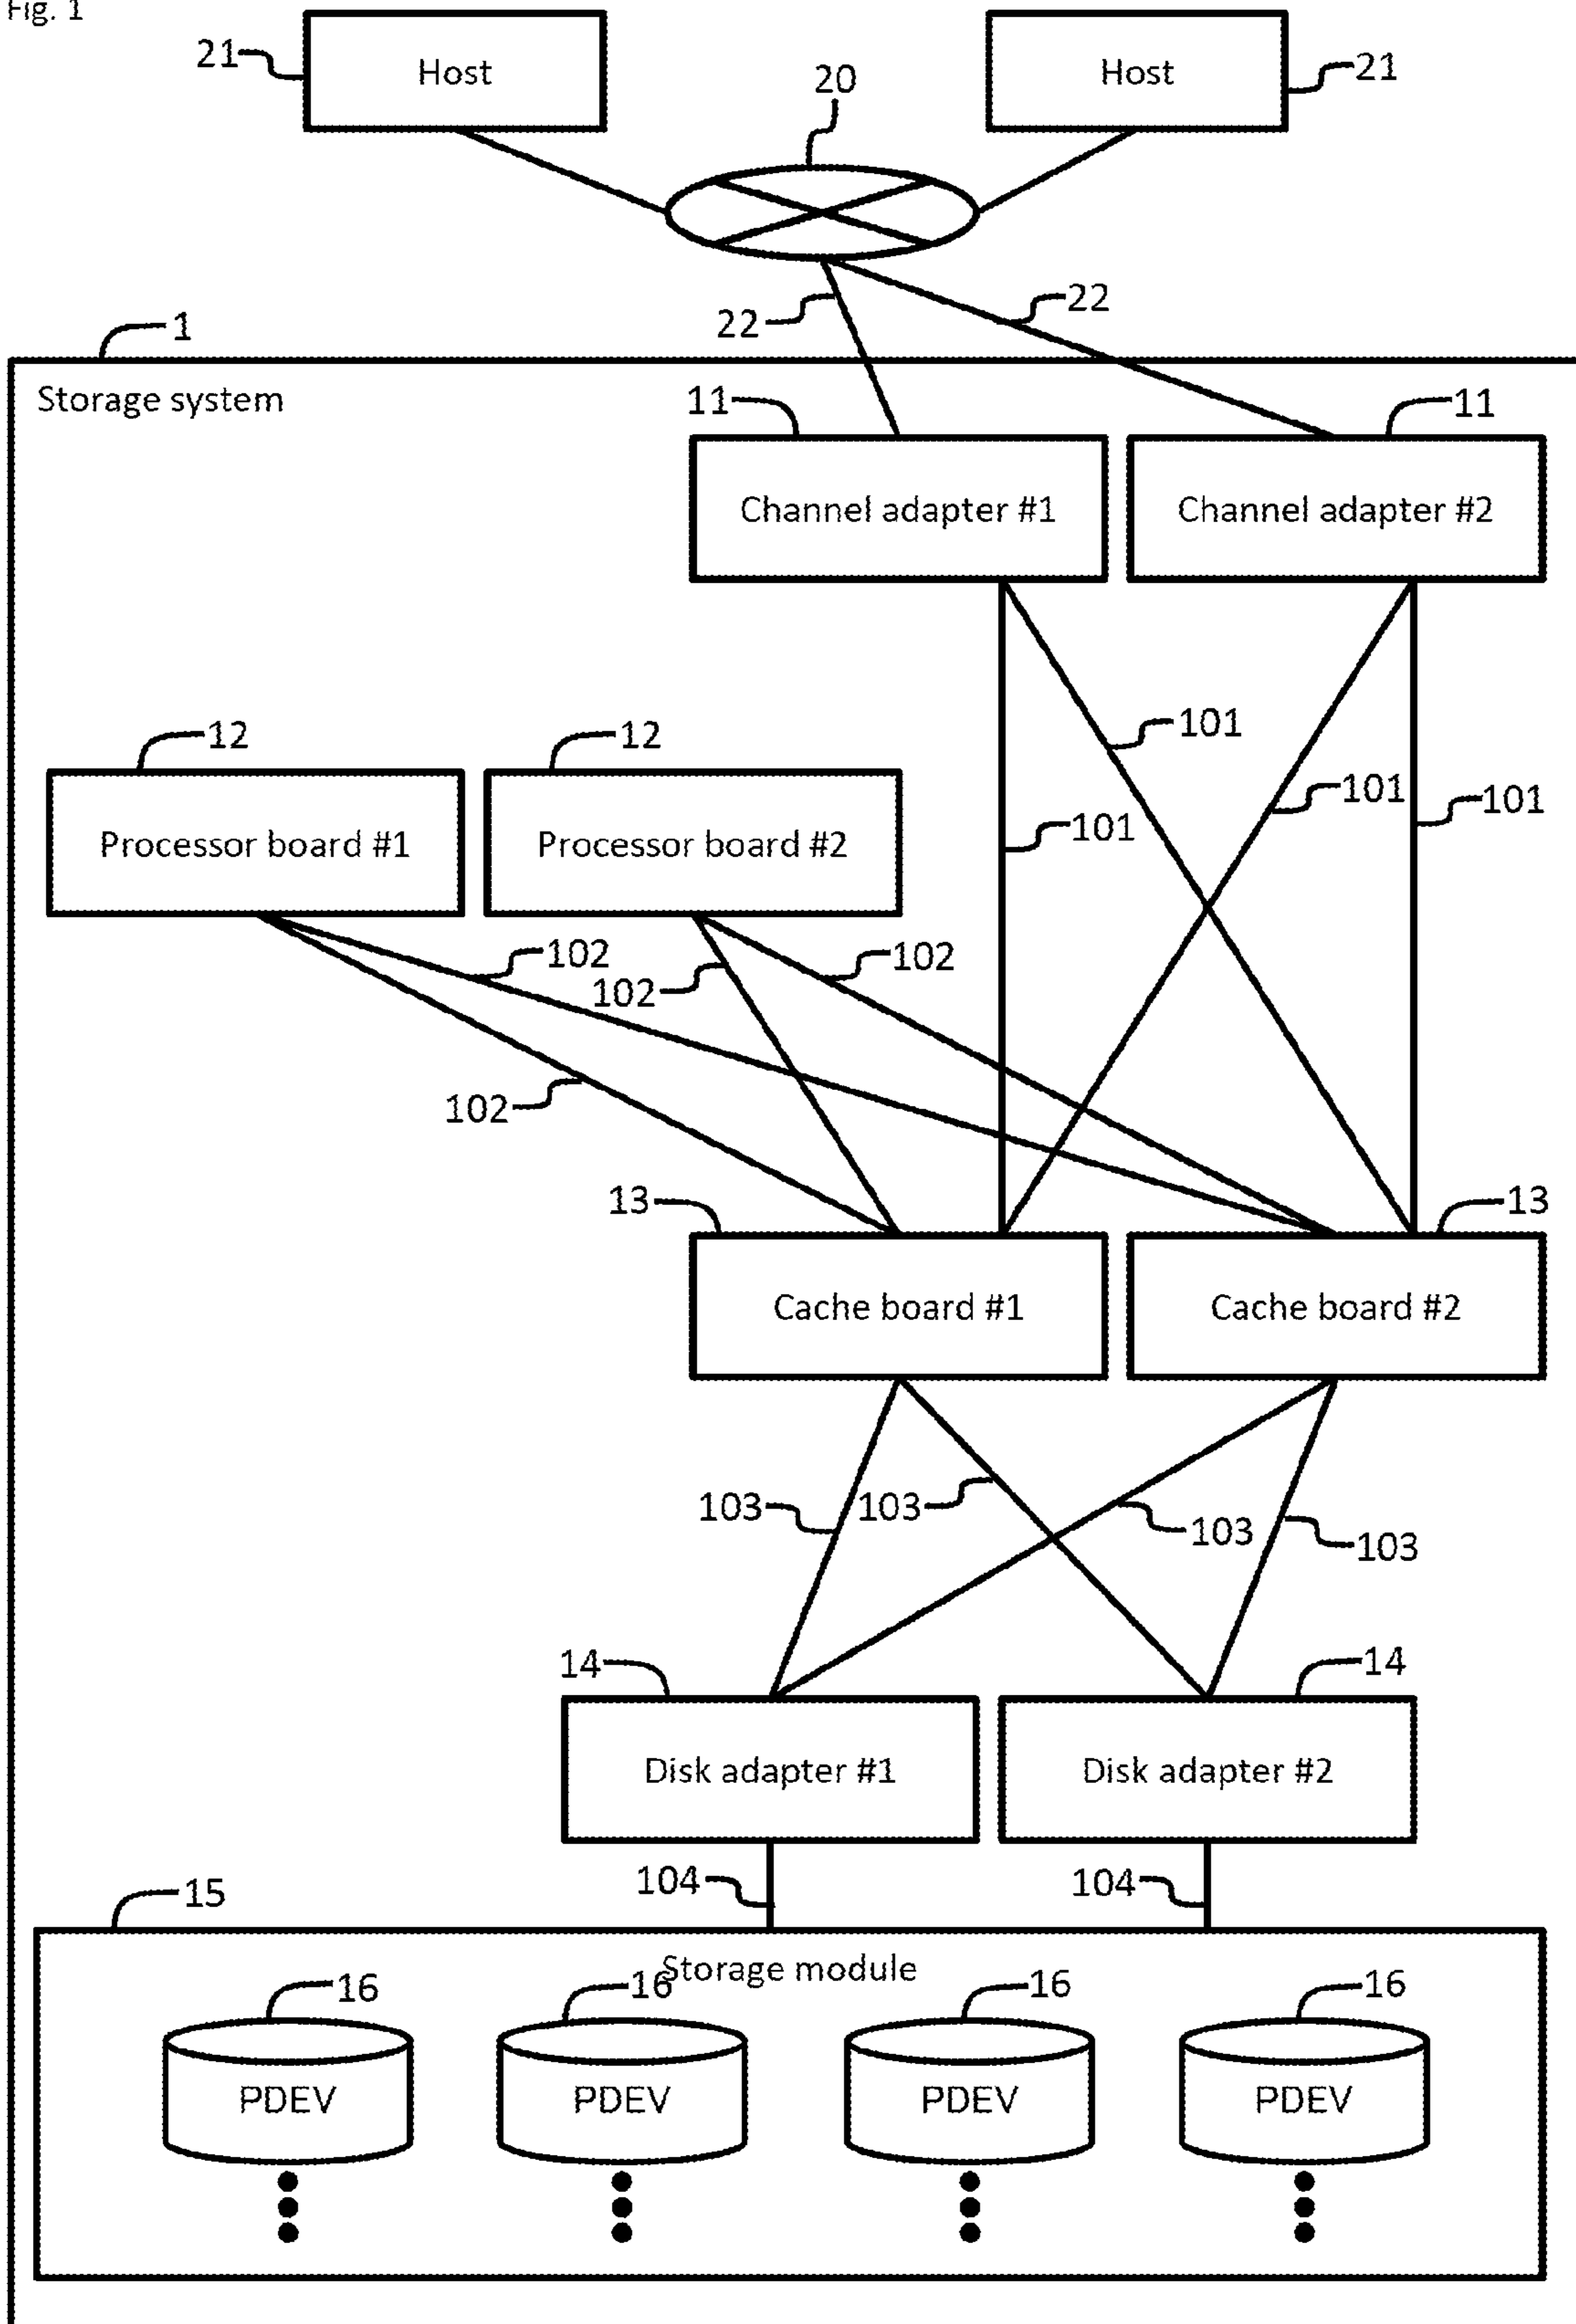 Fig. 1
21
Host
Host
21
20
22
22
1
Storage system
11
11
Channel adapter #1
Channel adapter #2
12
12
101
101
101
101
Processor board #1
Processor board #2
102
102
102
102
13
13
Cache board #1
Cache board #2
103
103
103
103
14
14
Disk adapter #1
Disk adapter #2
104
104
15
Storage module
16
16
16
16
PDEV
PDEV
PDEV
PDEV